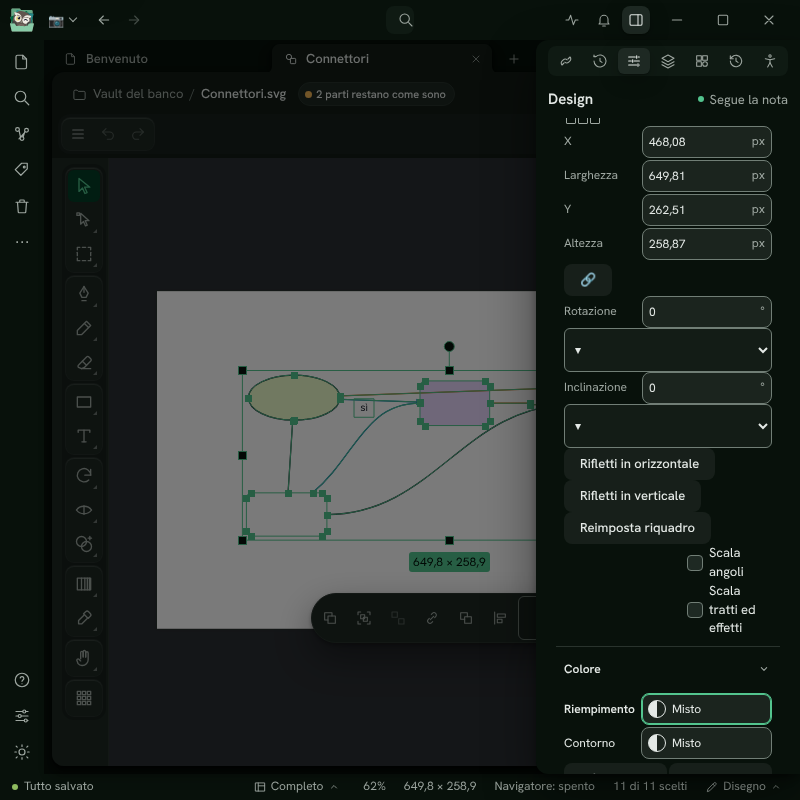 Benvenuto
Connettori
Vault del banco / Connettori.svg
2 parti restano come sono
Design
Segue la nota
X
468,08 px
Larghezza
649,81 px
Y
262,51 px
Altezza
258,87 px
Rotazione
0 °
Inclinazione
0 °
Rifletti in orizzontale
Rifletti in verticale
Reimposta riquadro
Scala
angoli
Scala
tratti ed
effetti
sì
649,8 × 258,9
Colore
Riempimento
Misto
Contorno
Misto
Tutto salvato
Completo
62%
649,8 × 258,9
Navigatore: spento
11 di 11 scelti
Disegno